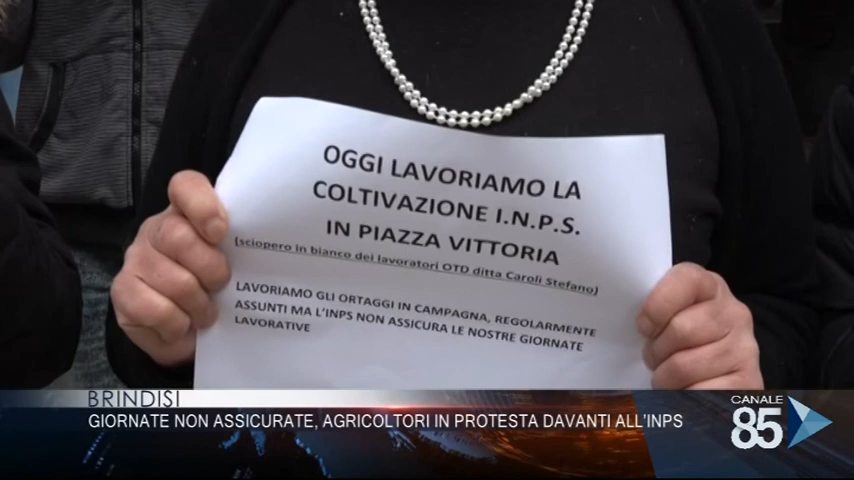 OGGI LAVORIAMO LA
COLTIVAZIONE I.N.P.S.
IN PIAZZA VITTORIA
(sciopero in bianco dei lavoratori OTD ditta Caroli Stefano)
LAVORIAMO GLI ORTAGGI IN CAMPAGNA, REGOLARMENTE
ASSUNTI MA L'INPS NON ASSICURA LE NOSTRE GIORNATE
LAVORATIVE
BRINDISI
GIORNATE NON ASSICURATE, AGRICOLTORI IN PROTESTA DAVANTI ALL'INPS
CANALE
85